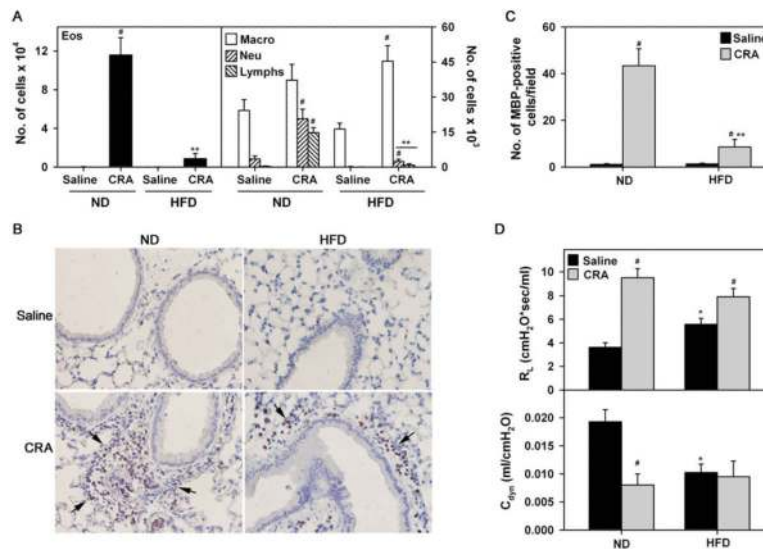 A
Eos
No. of cells x 10⁴
12
8
4
0
#
**
Saline CRA Saline CRA
ND HFD
Macro
Neu
Lymphs
#
#
#
#
**
60
45
30
15
0
No. of cells x 10³
Saline CRA Saline CRA
ND HFD
C
Saline
CRA
No. of MBP-positive
cells/field
60
40
20
0
#
# **
ND HFD
B
ND HFD
Saline
CRA
D
Saline
CRA
R_L (cmH₂O*sec/ml)
10
8
6
4
2
0
#
*
#
C_dyn (ml/cmH₂O)
0.020
0.015
0.010
0.005
0.000
#
*
ND HFD